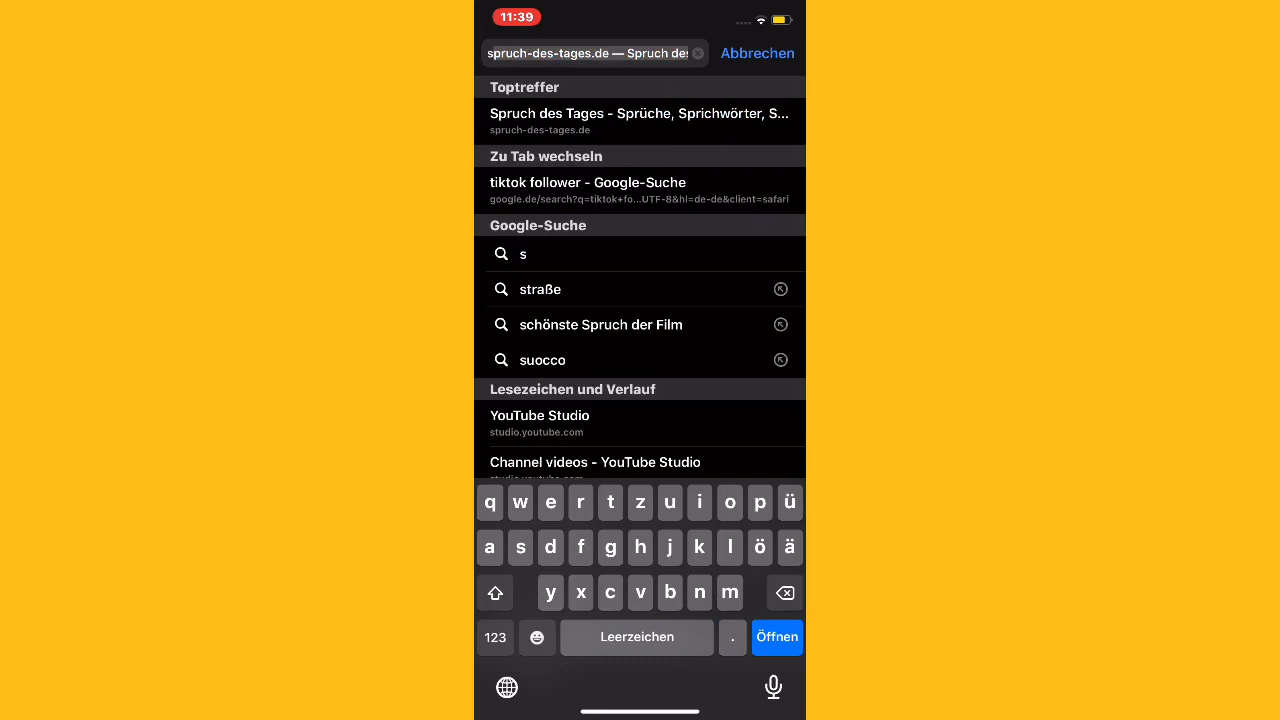 11:39
spruch-des-tages.de — Spruch des
Abbrechen
Toptreffer
Spruch des Tages - Sprüche, Sprichwörter, S...
spruch-des-tages.de
Zu Tab wechseln
tiktok follower - Google-Suche
google.de/search?q=tiktok+fo...UTF-8&hl=de-de&client=safari
Google-Suche
s
straße
schönste Spruch der Film
suocco
Lesezeichen und Verlauf
YouTube Studio
studio.youtube.com
Channel videos - YouTube Studio
q w e r t z u i o p ü
a s d f g h j k l ö ä
y x c v b n m
123 Leerzeichen . Öffnen